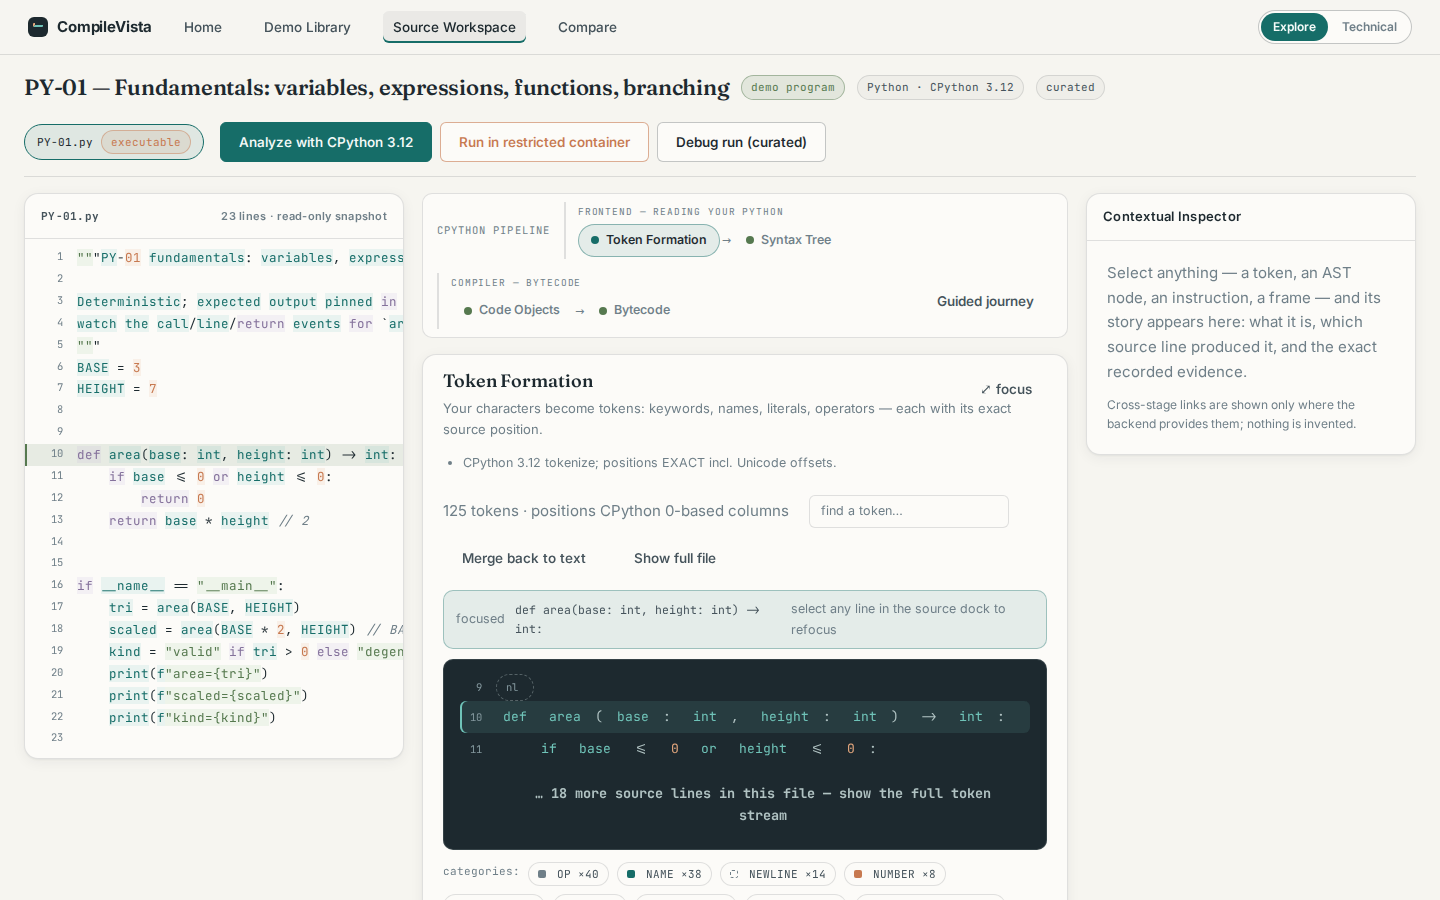 CompileVista
Home
Demo Library
Source Workspace
Compare
Explore
Technical
PY-01 — Fundamentals: variables, expressions, functions, branching
demo program
Python · CPython 3.12
curated
PY-01.py
executable
Analyze with CPython 3.12
Run in restricted container
Debug run (curated)
PY-01.py
23 lines · read-only snapshot
1 """PY-01 fundamentals: variables, express
2
3 Deterministic; expected output pinned in
4 watch the call/line/return events for `ar
5 """
6 BASE = 3
7 HEIGHT = 7
8
9
10 def area(base: int, height: int) -> int:
11 if base <= 0 or height <= 0:
12 return 0
13 return base * height // 2
14
15
16 if __name__ == "__main__":
17 tri = area(BASE, HEIGHT)
18 scaled = area(BASE * 2, HEIGHT) // BA
19 kind = "valid" if tri > 0 else "degen
20 print(f"area={tri}")
21 print(f"scaled={scaled}")
22 print(f"kind={kind}")
23
CPYTHON PIPELINE
FRONTEND — READING YOUR PYTHON
Token Formation
→
Syntax Tree
COMPILER — BYTECODE
Code Objects
→
Bytecode
Guided journey
Token Formation
⤢ focus
Your characters become tokens: keywords, names, literals, operators — each with its exact
source position.
• CPython 3.12 tokenize; positions EXACT incl. Unicode offsets.
125 tokens · positions CPython 0-based columns
find a token…
Merge back to text
Show full file
focused
def area(base: int, height: int) ->
int:
select any line in the source dock to
refocus
9 nl
10 def area ( base : int , height : int ) -> int :
11 if base <= 0 or height <= 0 :
… 18 more source lines in this file — show the full token
stream
categories:
OP ×40
NAME ×38
NEWLINE ×14
NUMBER ×8
Contextual Inspector
Select anything — a token, an AST
node, an instruction, a frame — and its
story appears here: what it is, which
source line produced it, and the exact
recorded evidence.
Cross-stage links are shown only where the
backend provides them; nothing is invented.